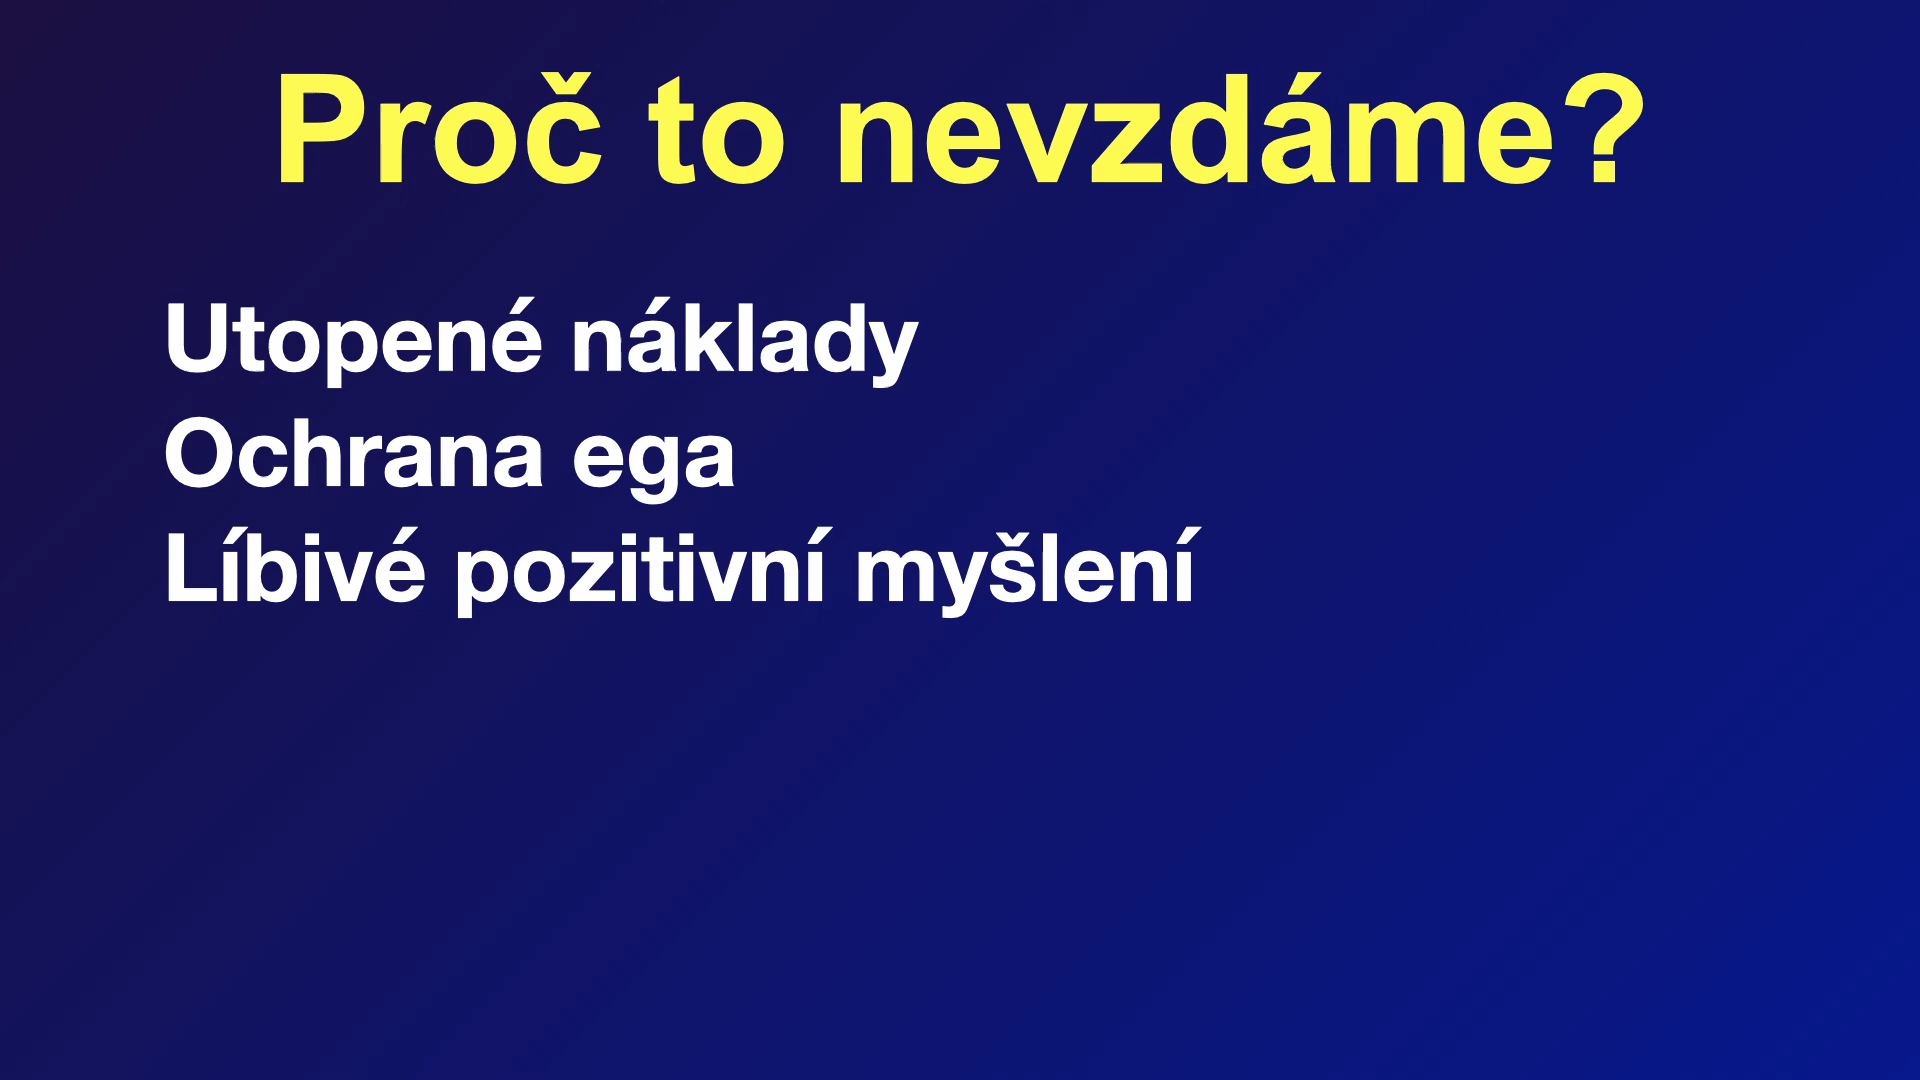 Proč to nevzdáme?
Utopené náklady
Ochrana ega
Líbivé pozitivní myšlení